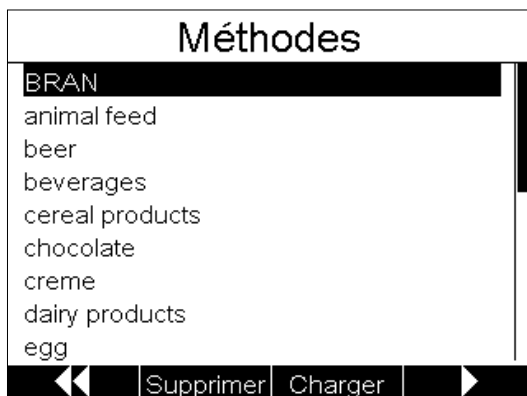 Méthodes
BRAN
animal feed
beer
beverages
cereal products
chocolate
creme
dairy products
egg
Supprimer Charger